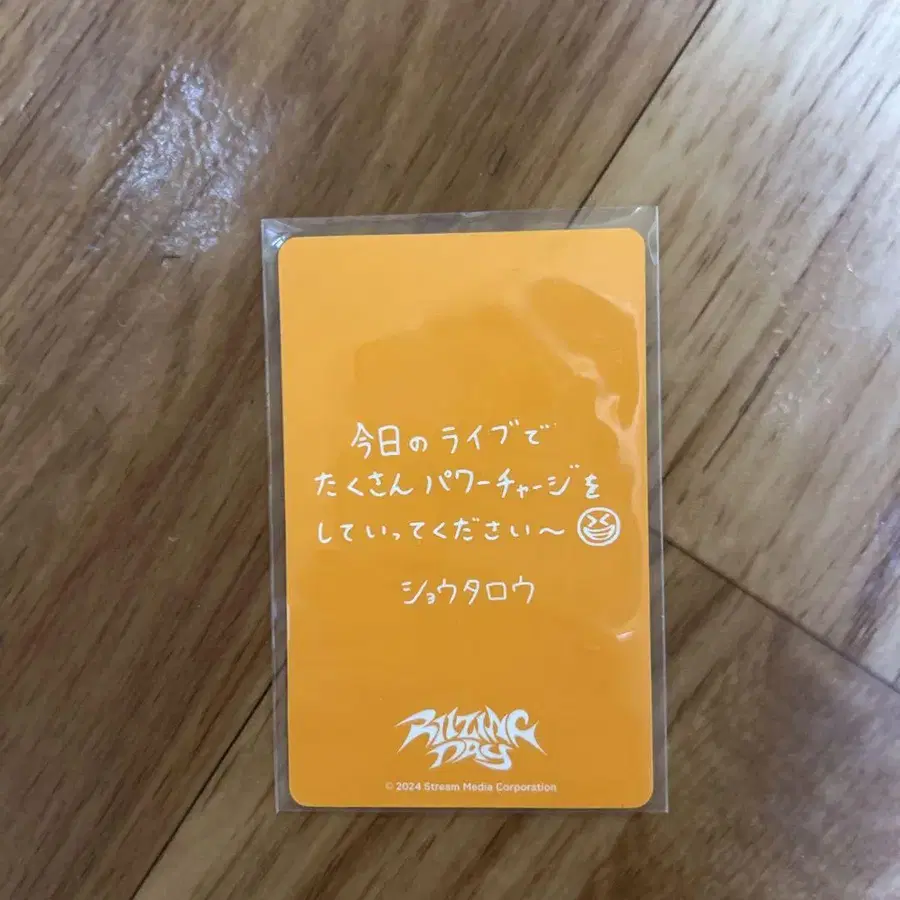 今日のライブで
たくさんパワーチャージを
していってください～
ショウタロウ
RIIZING
DAY
© 2024 Stream Media Corporation